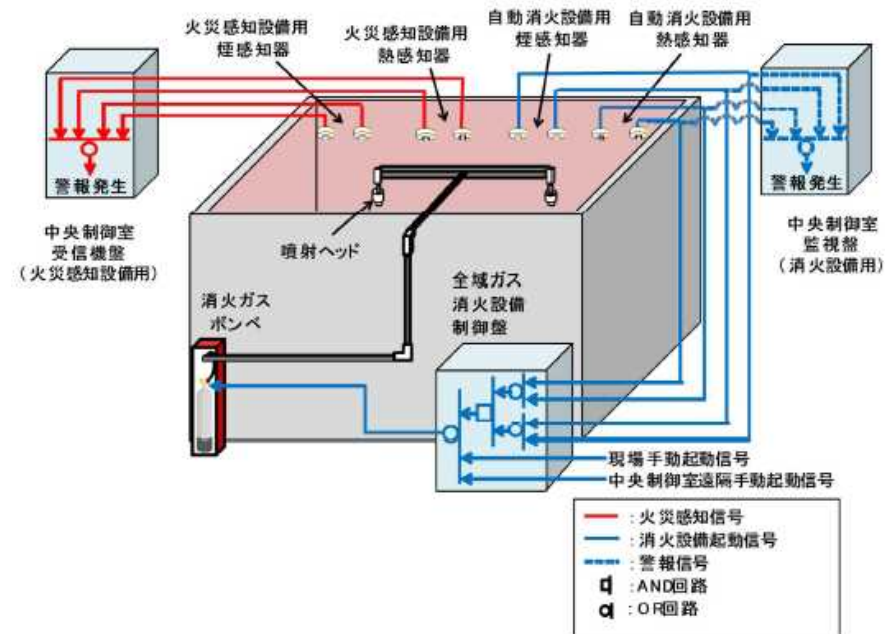 火災感知設備用
煙感知器
火災感知設備用
熱感知器
自動消火設備用
煙感知器
自動消火設備用
熱感知器
警報発生
中央制御室
受信機盤
(火災感知設備用)
警報発生
中央制御室
監視盤
(消火設備用)
噴射ヘッド
消火ガス
ボンベ
全域ガス
消火設備
制御盤
現場手動起動信号
中央制御室遠隔手動起動信号
:火災感知信号
:消火設備起動信号
:警報信号
:AND回路
:OR回路